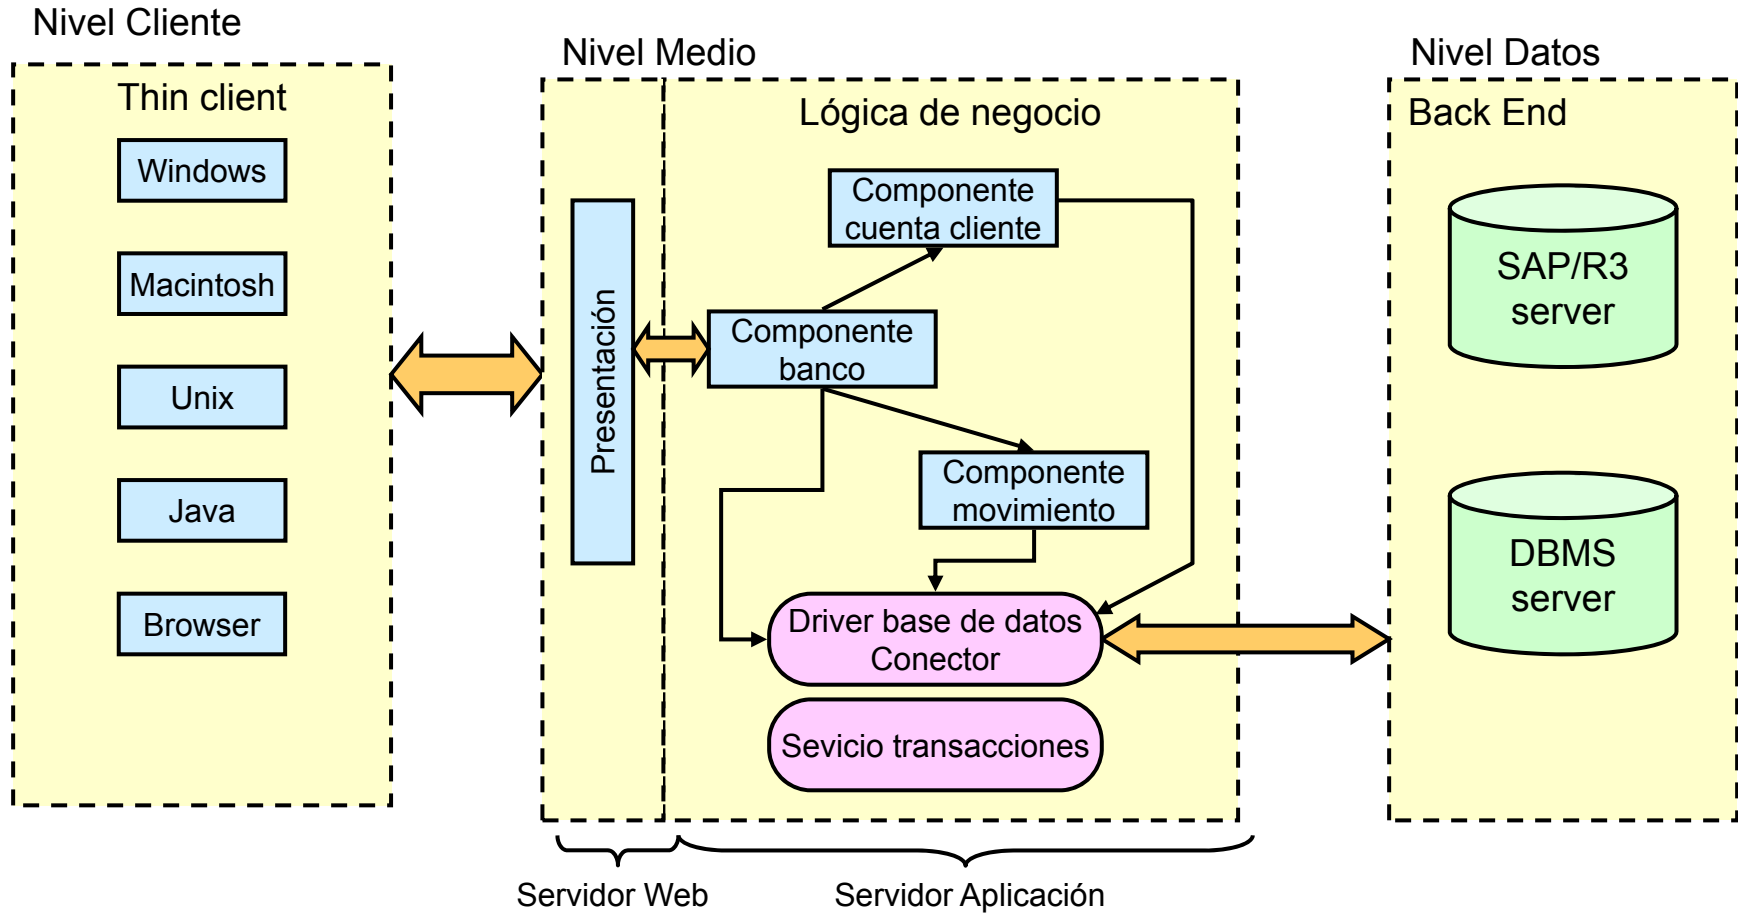 Nivel Cliente
Thin client
Windows
Macintosh
Unix
Java
Browser
Nivel Medio
Presentación
Lógica de negocio
Componente
cuenta cliente
Componente
banco
Componente
movimiento
Driver base de datos
Conector
Sevicio transacciones
Servidor Web
Servidor Aplicación
Nivel Datos
Back End
SAP/R3
server
DBMS
server